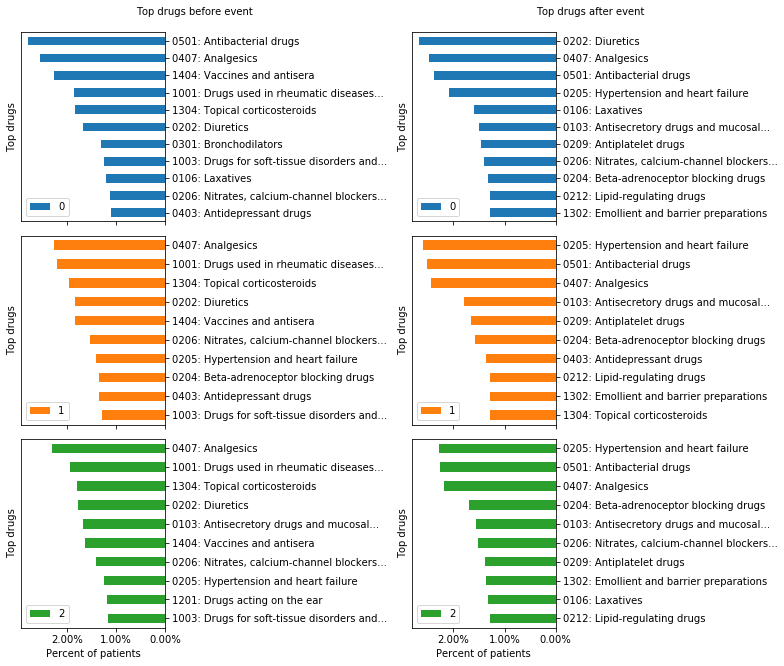 Top drugs before event
Top drugs
0501: Antibacterial drugs
0407: Analgesics
1404: Vaccines and antisera
1001: Drugs used in rheumatic diseases...
1304: Topical corticosteroids
0202: Diuretics
0301: Bronchodilators
1003: Drugs for soft-tissue disorders and...
0106: Laxatives
0206: Nitrates, calcium-channel blockers...
0403: Antidepressant drugs
0
Top drugs
0407: Analgesics
1001: Drugs used in rheumatic diseases...
1304: Topical corticosteroids
0202: Diuretics
1404: Vaccines and antisera
0206: Nitrates, calcium-channel blockers...
0205: Hypertension and heart failure
0204: Beta-adrenoceptor blocking drugs
0403: Antidepressant drugs
1003: Drugs for soft-tissue disorders and...
1
Top drugs
0407: Analgesics
1001: Drugs used in rheumatic diseases...
1304: Topical corticosteroids
0202: Diuretics
0103: Antisecretory drugs and mucosal...
1404: Vaccines and antisera
0206: Nitrates, calcium-channel blockers...
0205: Hypertension and heart failure
1201: Drugs acting on the ear
1003: Drugs for soft-tissue disorders and...
2
2.00% 1.00% 0.00%
Percent of patients
Top drugs after event
Top drugs
0202: Diuretics
0407: Analgesics
0501: Antibacterial drugs
0205: Hypertension and heart failure
0106: Laxatives
0103: Antisecretory drugs and mucosal...
0209: Antiplatelet drugs
0206: Nitrates, calcium-channel blockers...
0204: Beta-adrenoceptor blocking drugs
0212: Lipid-regulating drugs
1302: Emollient and barrier preparations
0
Top drugs
0205: Hypertension and heart failure
0501: Antibacterial drugs
0407: Analgesics
0103: Antisecretory drugs and mucosal...
0209: Antiplatelet drugs
0204: Beta-adrenoceptor blocking drugs
0403: Antidepressant drugs
0212: Lipid-regulating drugs
1302: Emollient and barrier preparations
1304: Topical corticosteroids
1
Top drugs
0205: Hypertension and heart failure
0501: Antibacterial drugs
0407: Analgesics
0204: Beta-adrenoceptor blocking drugs
0103: Antisecretory drugs and mucosal...
0206: Nitrates, calcium-channel blockers...
0209: Antiplatelet drugs
1302: Emollient and barrier preparations
0106: Laxatives
0212: Lipid-regulating drugs
2
2.00% 1.00% 0.00%
Percent of patients